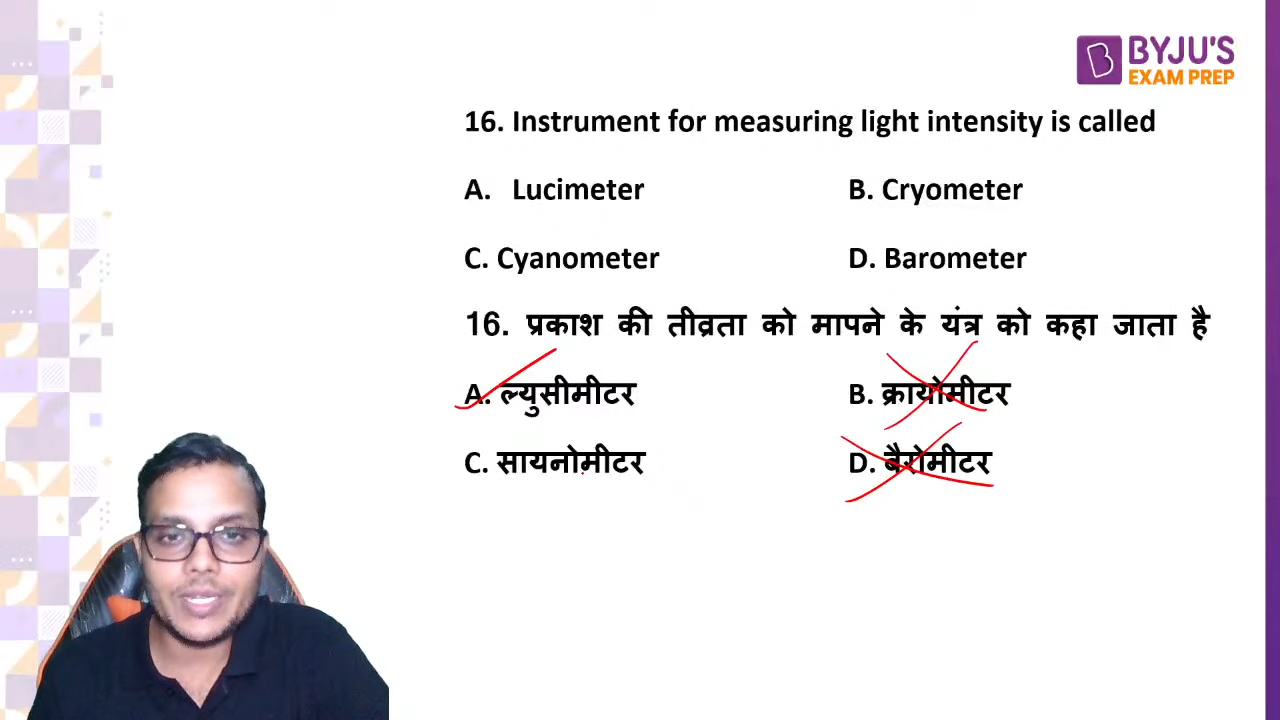 BYJU'S
EXAM PREP
16. Instrument for measuring light intensity is called
A. Lucimeter B. Cryometer
C. Cyanometer D. Barometer
16. प्रकाश की तीव्रता को मापने के यंत्र को कहा जाता है
A. ल्युसीमीटर B. क्रायोमीटर
C. सायनोमीटर D. बैरोमीटर